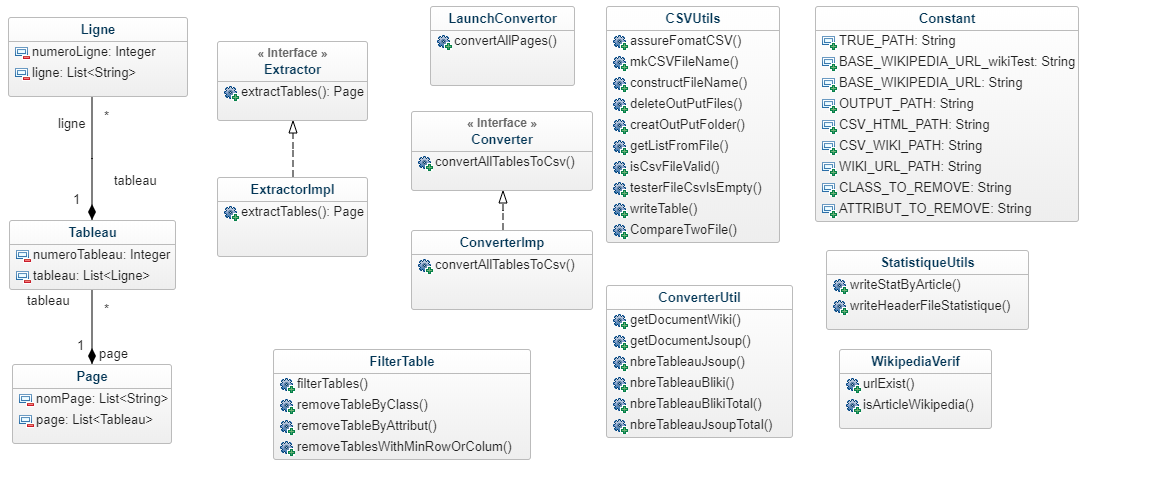 Ligne
numeroLigne: Integer
ligne: List<String>
*
ligne
tableau
1
Tableau
numeroTableau: Integer
tableau: List<Ligne>
tableau
*
1
page
Page
nomPage: List<String>
page: List<Tableau>
« Interface »
Extractor
extractTables(): Page
ExtractorImpl
extractTables(): Page
LaunchConvertor
convertAllPages()
« Interface »
Converter
convertAllTablesToCsv()
ConverterImp
convertAllTablesToCsv()
FilterTable
filterTables()
removeTableByClass()
removeTableByAttribut()
removeTablesWithMinRowOrColum()
CSVUtils
assureFomatCSV()
mkCSVFileName()
constructFileName()
deleteOutPutFiles()
creatOutPutFolder()
getListFromFile()
isCsvFileValid()
testerFileCsvIsEmpty()
writeTable()
CompareTwoFile()
ConverterUtil
getDocumentWiki()
getDocumentJsoup()
nbreTableauJsoup()
nbreTableauBliki()
nbreTableauBlikiTotal()
nbreTableauJsoupTotal()
Constant
TRUE_PATH: String
BASE_WIKIPEDIA_URL_wikiTest: String
BASE_WIKIPEDIA_URL: String
OUTPUT_PATH: String
CSV_HTML_PATH: String
CSV_WIKI_PATH: String
WIKI_URL_PATH: String
CLASS_TO_REMOVE: String
ATTRIBUT_TO_REMOVE: String
StatistiqueUtils
writeStatByArticle()
writeHeaderFileStatistique()
WikipediaVerif
urlExist()
isArticleWikipedia()